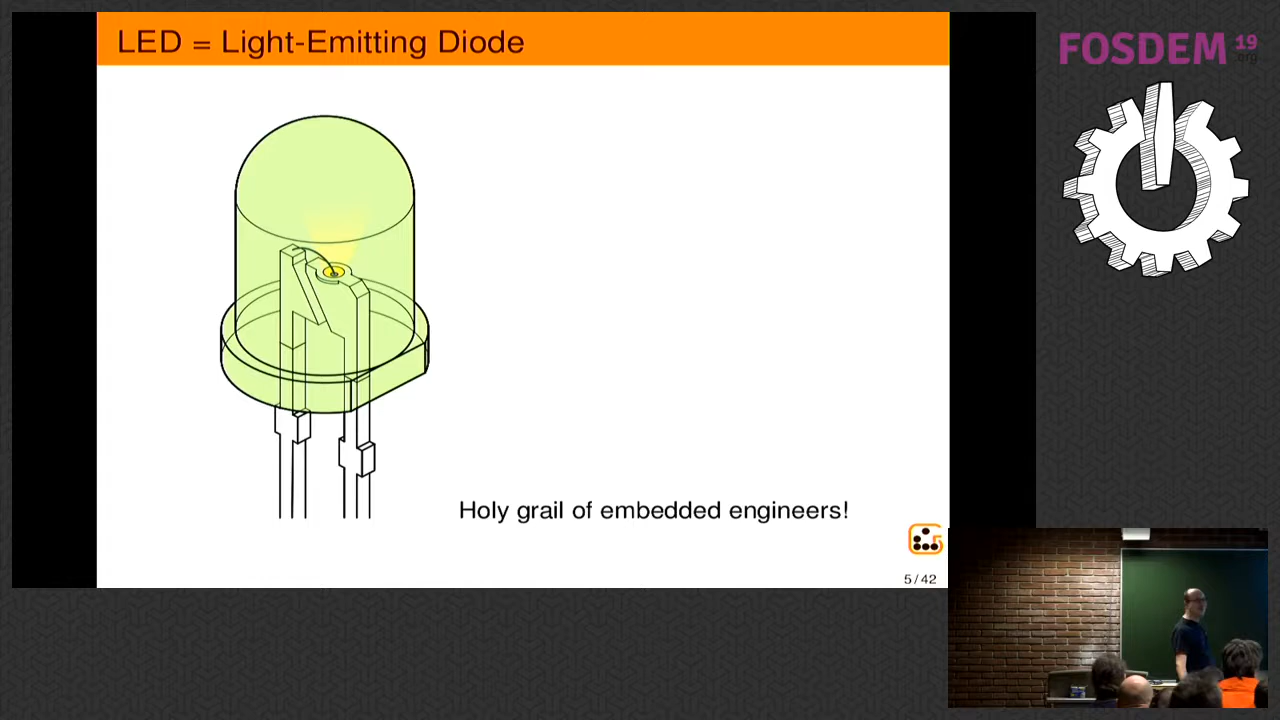 LED = Light-Emitting Diode
Holy grail of embedded engineers!
5 / 42
FOSDEM 19
.org